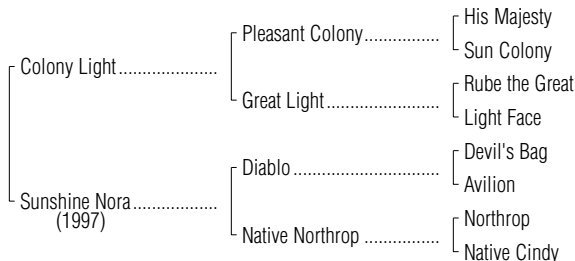 His Majesty
Pleasant Colony..................
Sun Colony
Colony Light.....................
Rube the Great
Great Light........................
Light Face
Devil's Bag
Diablo ...............................
Avilion
Sunshine Nora..................
(1997)
Northrop
Native Northrop ................
Native Cindy